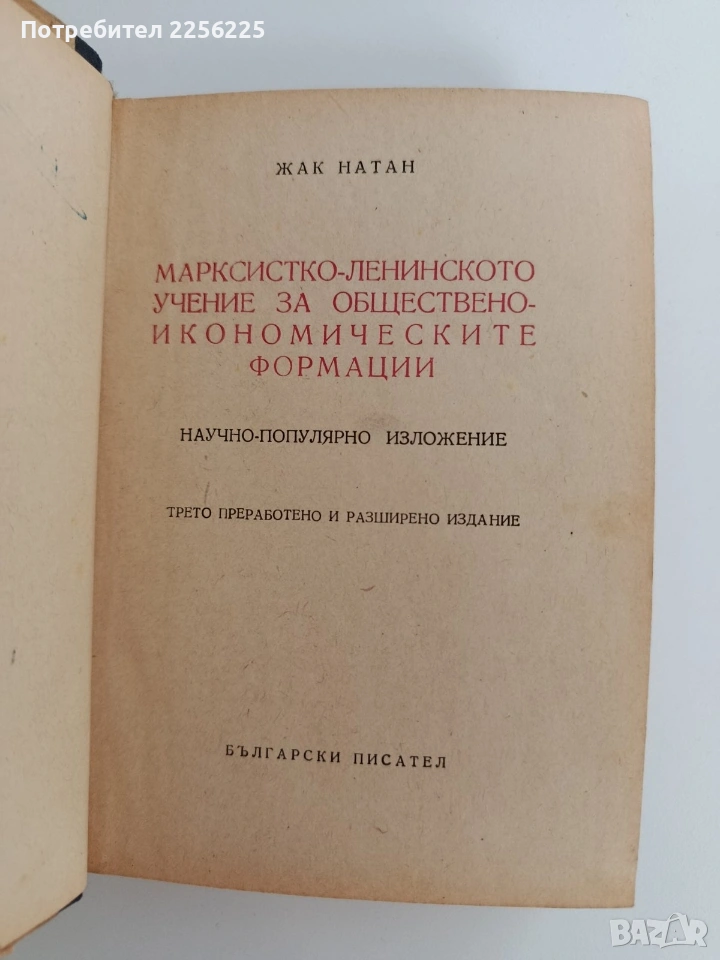 Потребител 2256225
ЖАК НАТАН
МАРКСИСТКО-ЛЕНИНСКОТО
УЧЕНИЕ ЗА ОБЩЕСТВЕНО-
ИКОНОМИЧЕСКИТЕ
ФОРМАЦИИ
НАУЧНО-ПОПУЛЯРНО ИЗЛОЖЕНИЕ
ТРЕТО ПРЕРАБОТЕНО И РАЗШИРЕНО ИЗДАНИЕ
БЪЛГАРСКИ ПИСАТЕЛ
BAZAR